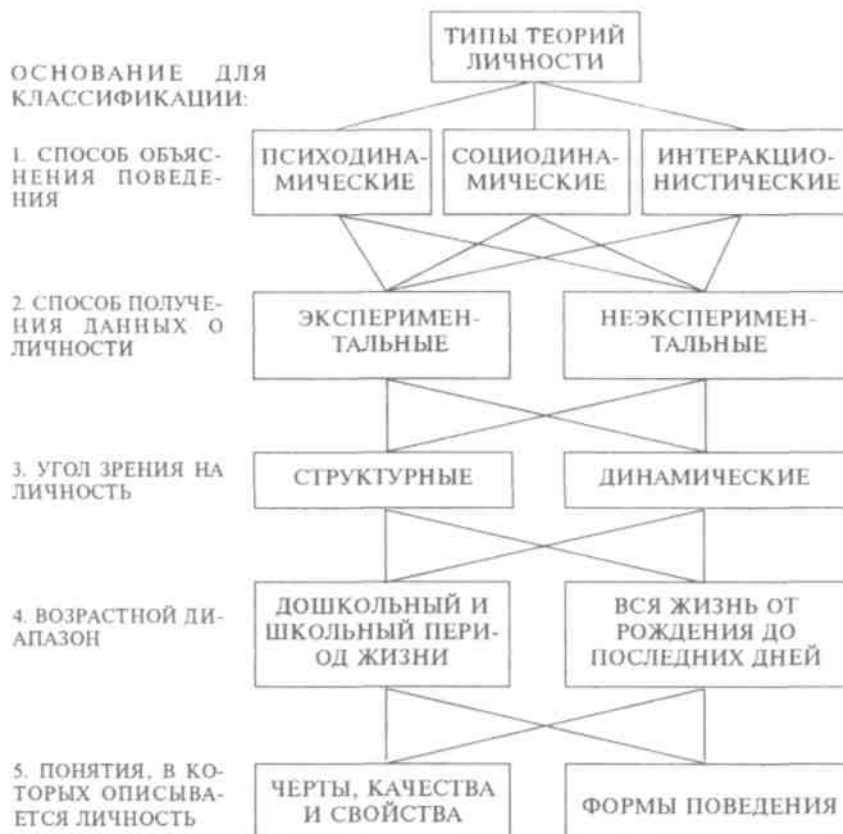 ТИПЫ ТЕОРИЙ
ЛИЧНОСТИ
ОСНОВАНИЕ ДЛЯ
КЛАССИФИКАЦИИ:
1. СПОСОБ ОБЪЯС-
НЕНИЯ ПОВЕДЕ-
НИЯ
ПСИХОДИНА-
МИЧЕСКИЕ
СОЦИОДИНА-
МИЧЕСКИЕ
ИНТЕРАКЦИО-
НИСТИЧЕСКИЕ
2. СПОСОБ ПОЛУЧЕ-
НИЯ ДАННЫХ О
ЛИЧНОСТИ
ЭКСПЕРИМЕН-
ТАЛЬНЫЕ
НЕЭКСПЕРИМЕН-
ТАЛЬНЫЕ
3. УГОЛ ЗРЕНИЯ НА
ЛИЧНОСТЬ
СТРУКТУРНЫЕ
ДИНАМИЧЕСКИЕ
4. ВОЗРАСТНОЙ ДИ-
АПАЗОН
ДОШКОЛЬНЫЙ И
ШКОЛЬНЫЙ ПЕРИ-
ОД ЖИЗНИ
ВСЯ ЖИЗНЬ ОТ
РОЖДЕНИЯ ДО
ПОСЛЕДНИХ ДНЕЙ
5. ПОНЯТИЯ, В КО-
ТОРЫХ ОПИСЫВА-
ЕТСЯ ЛИЧНОСТЬ
ЧЕРТЫ, КАЧЕСТВА
И СВОЙСТВА
ФОРМЫ ПОВЕДЕНИЯ